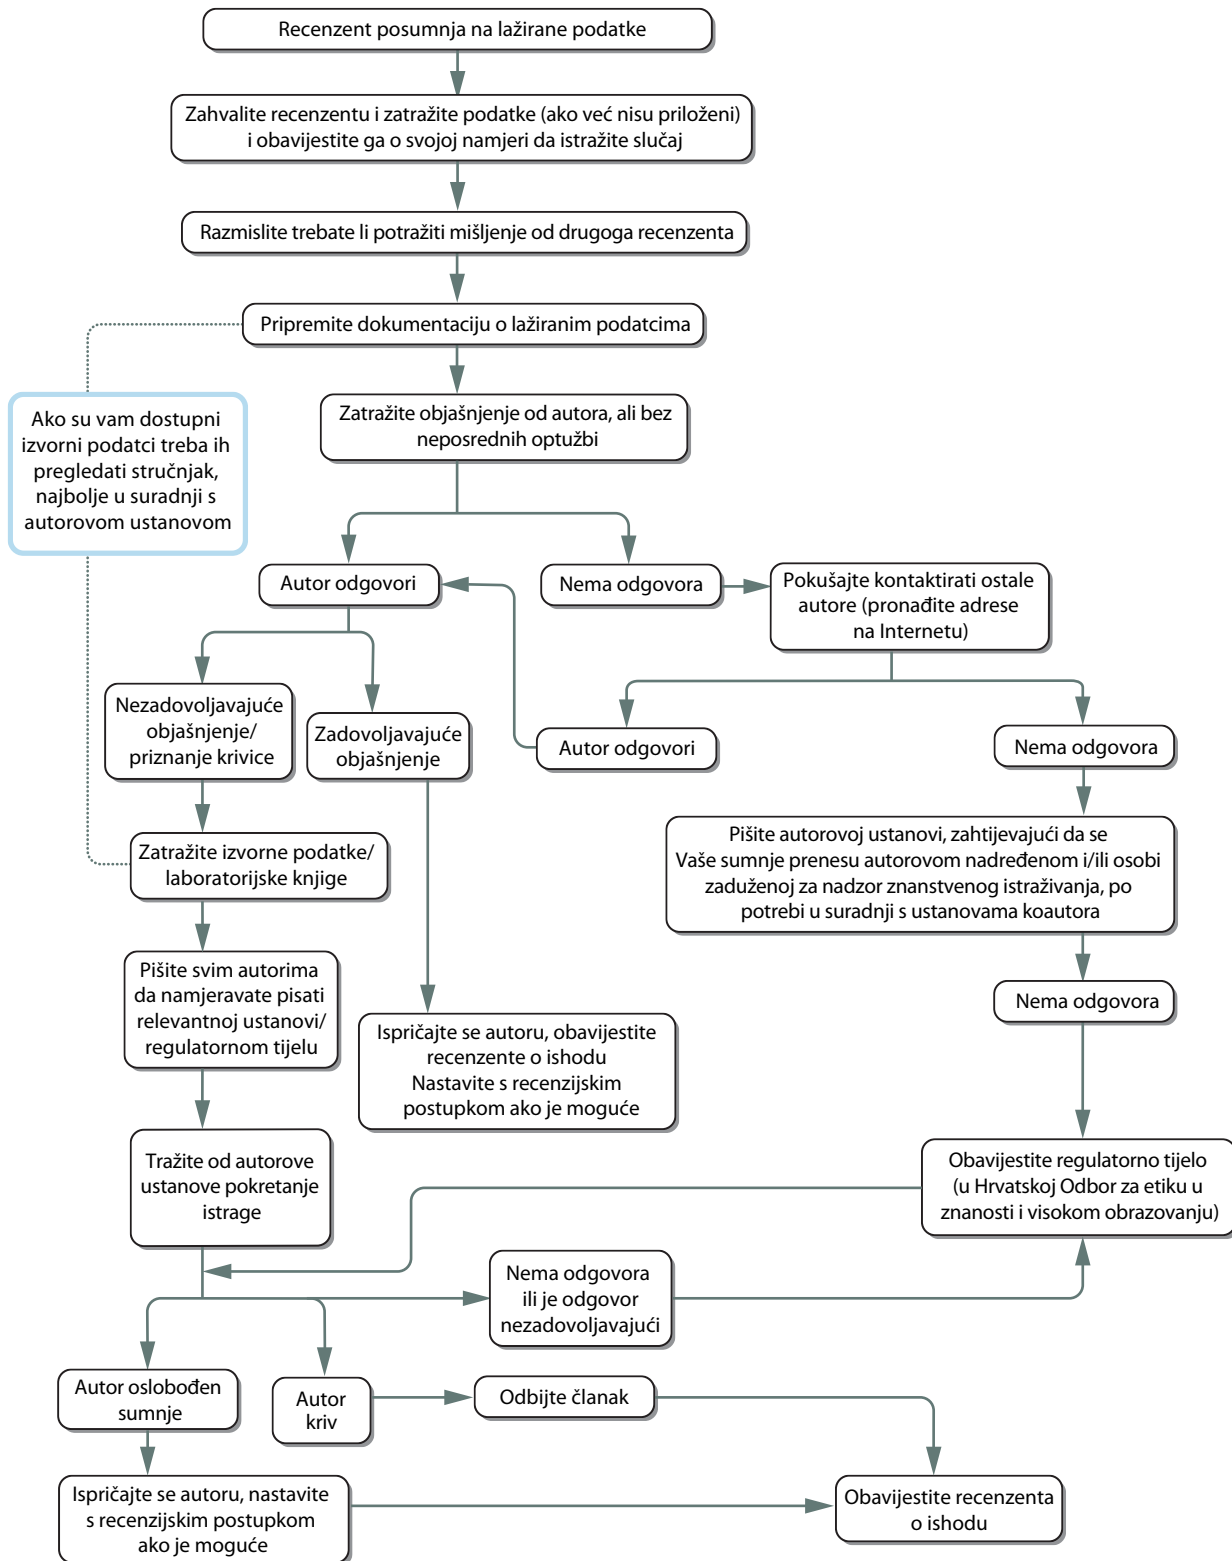 Recenzent posumnja na lažirane podatke
Zahvalite recenzentu i zatražite podatke (ako već nisu priloženi)
i obavijestite ga o svojoj namjeri da istražite slučaj
Razmislite trebate li potražiti mišljenje od drugoga recenzenta
Pripremite dokumentaciju o lažiranim podatcima
Ako su vam dostupni
izvorni podatci treba ih
pregledati stručnjak,
najbolje u suradnji s
autorovom ustanovom
Zatražite objašnjenje od autora, ali bez
neposrednih optužbi
Autor odgovori
Nema odgovora
Pokušajte kontaktirati ostale
autore (pronađite adrese
na Internetu)
Nezadovoljavajuće
objašnjenje/
priznanje krivice
Zadovoljavajuće
objašnjenje
Autor odgovori
Nema odgovora
Zatražite izvorne podatke/
laboratorijske knjige
Pišite autorovoj ustanovi, zahtijevajući da se
Vaše sumnje prenesu autorovom nadređenom i/ili osobi
zaduženoj za nadzor znanstvenog istraživanja, po
potrebi u suradnji s ustanovama koautora
Pišite svim autorima
da namjeravate pisati
relevantnoj ustanovi/
regulatornom tijelu
Nema odgovora
Ispričajte se autoru, obavijestite
recenzente o ishodu
Nastavite s recenzijskim
postupkom ako je moguće
Tražite od autorove
ustanove pokretanje
istrage
Obavijestite regulatorno tijelo
(u Hrvatskoj Odbor za etiku u
znanosti i visokom obrazovanju)
Nema odgovora
ili je odgovor
nezadovoljavajući
Autor oslobođen
sumnje
Autor
kriv
Odbijte članak
Ispričajte se autoru, nastavite
s recenzijskim postupkom
ako je moguće
Obavijestite recenzenta
o ishodu